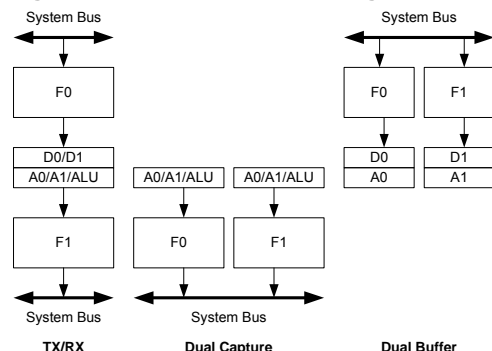 System Bus
F0
D0/D1
A0/A1/ALU
F1
System Bus
TX/RX
A0/A1/ALU
A0/A1/ALU
F0
F1
System Bus
Dual Capture
System Bus
F0
F1
D0
D1
A0
A1
Dual Buffer